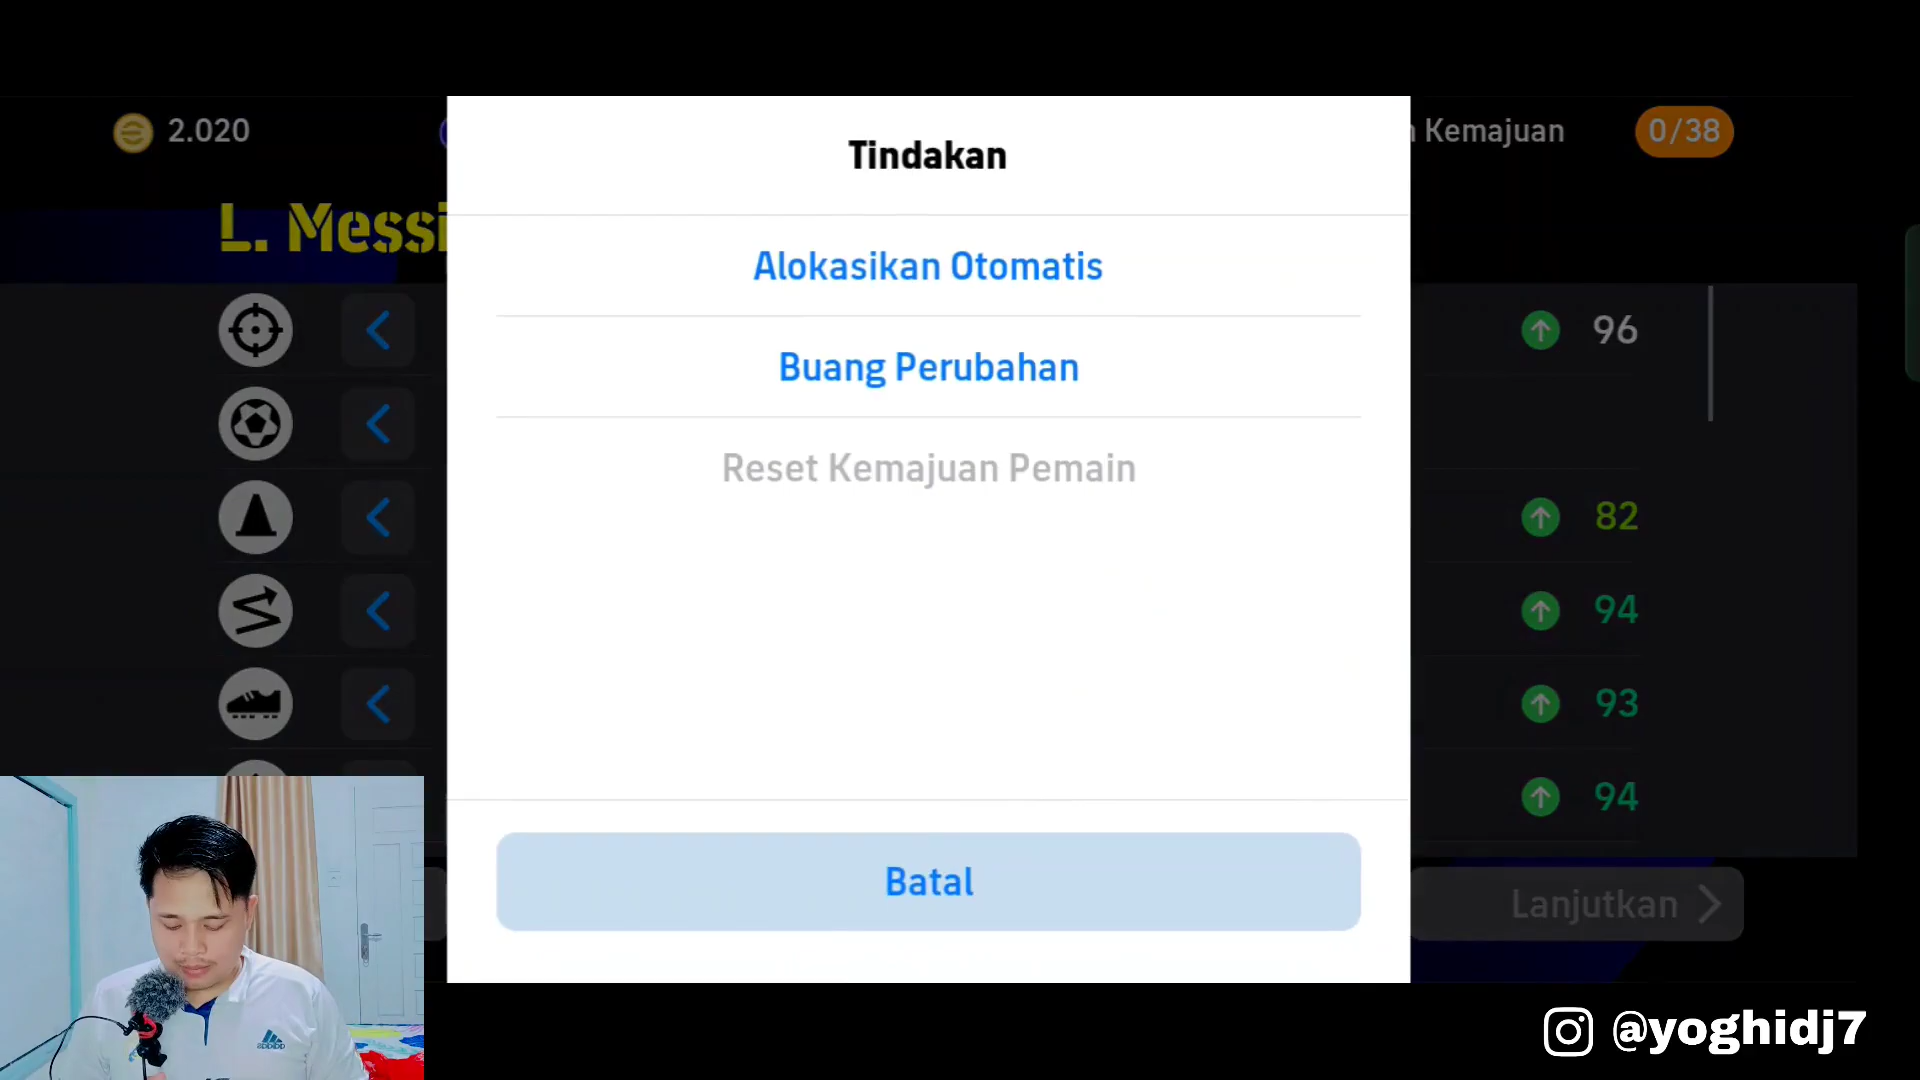 2.020
Kemajuan 0/38
L. Messi
Tindakan
Alokasikan Otomatis
Buang Perubahan
Reset Kemajuan Pemain
96
82
94
93
94
Batal
Lanjutkan
@yoghidj7